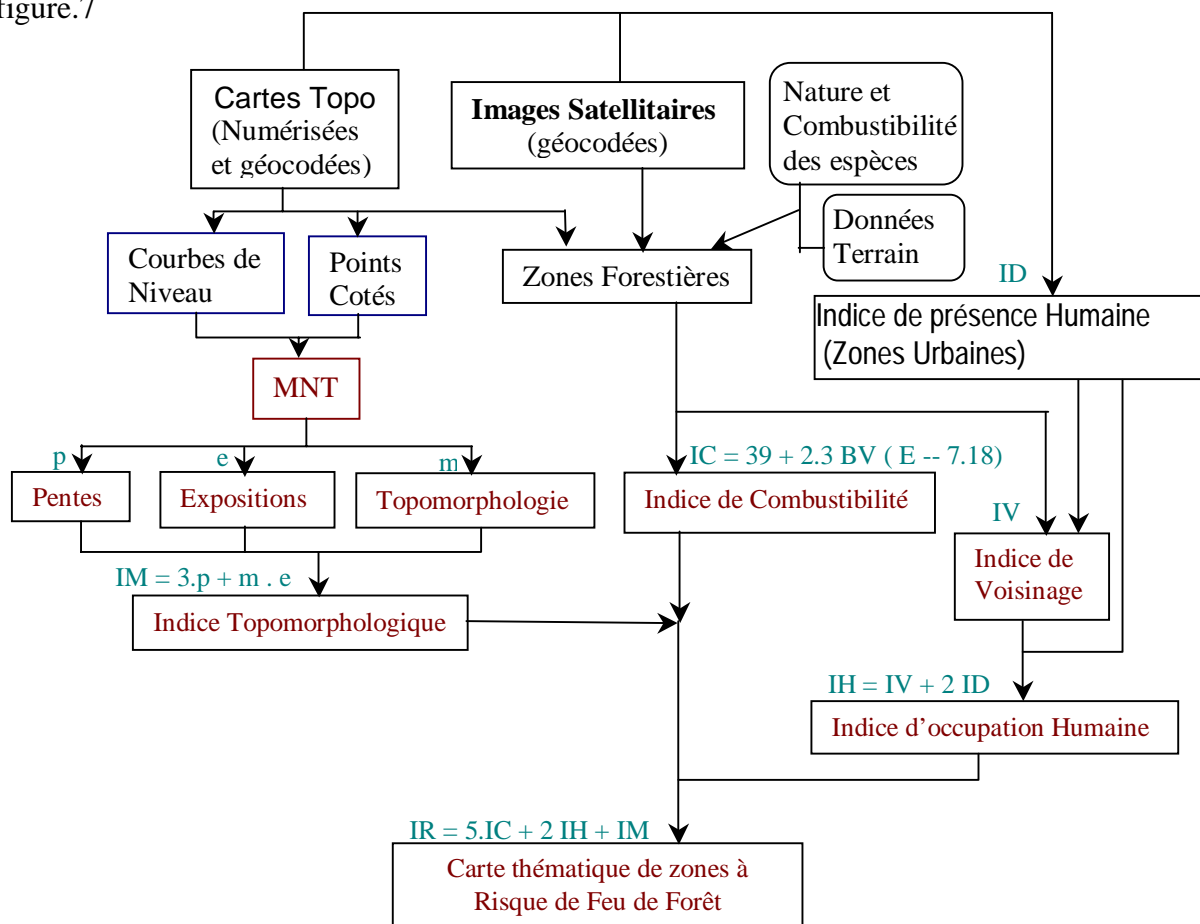 figure.7
Cartes Topo
(Numérisées
et géocodées)
Images Satellitaires
(géocodées)
Nature et
Combustibilité
des espèces
Données
Terrain
Courbes de
Niveau
Points
Cotés
Zones Forestières
ID
Indice de présence Humaine
(Zones Urbaines)
MNT
p
e
m
Pentes
Expositions
Topomorphologie
IC = 39 + 2.3 BV ( E -- 7.18)
Indice de Combustibilité
IV
Indice de
Voisinage
IM = 3.p + m . e
Indice Topomorphologique
IH = IV + 2 ID
Indice d’occupation Humaine
IR = 5.IC + 2 IH + IM
Carte thématique de zones à
Risque de Feu de Forêt